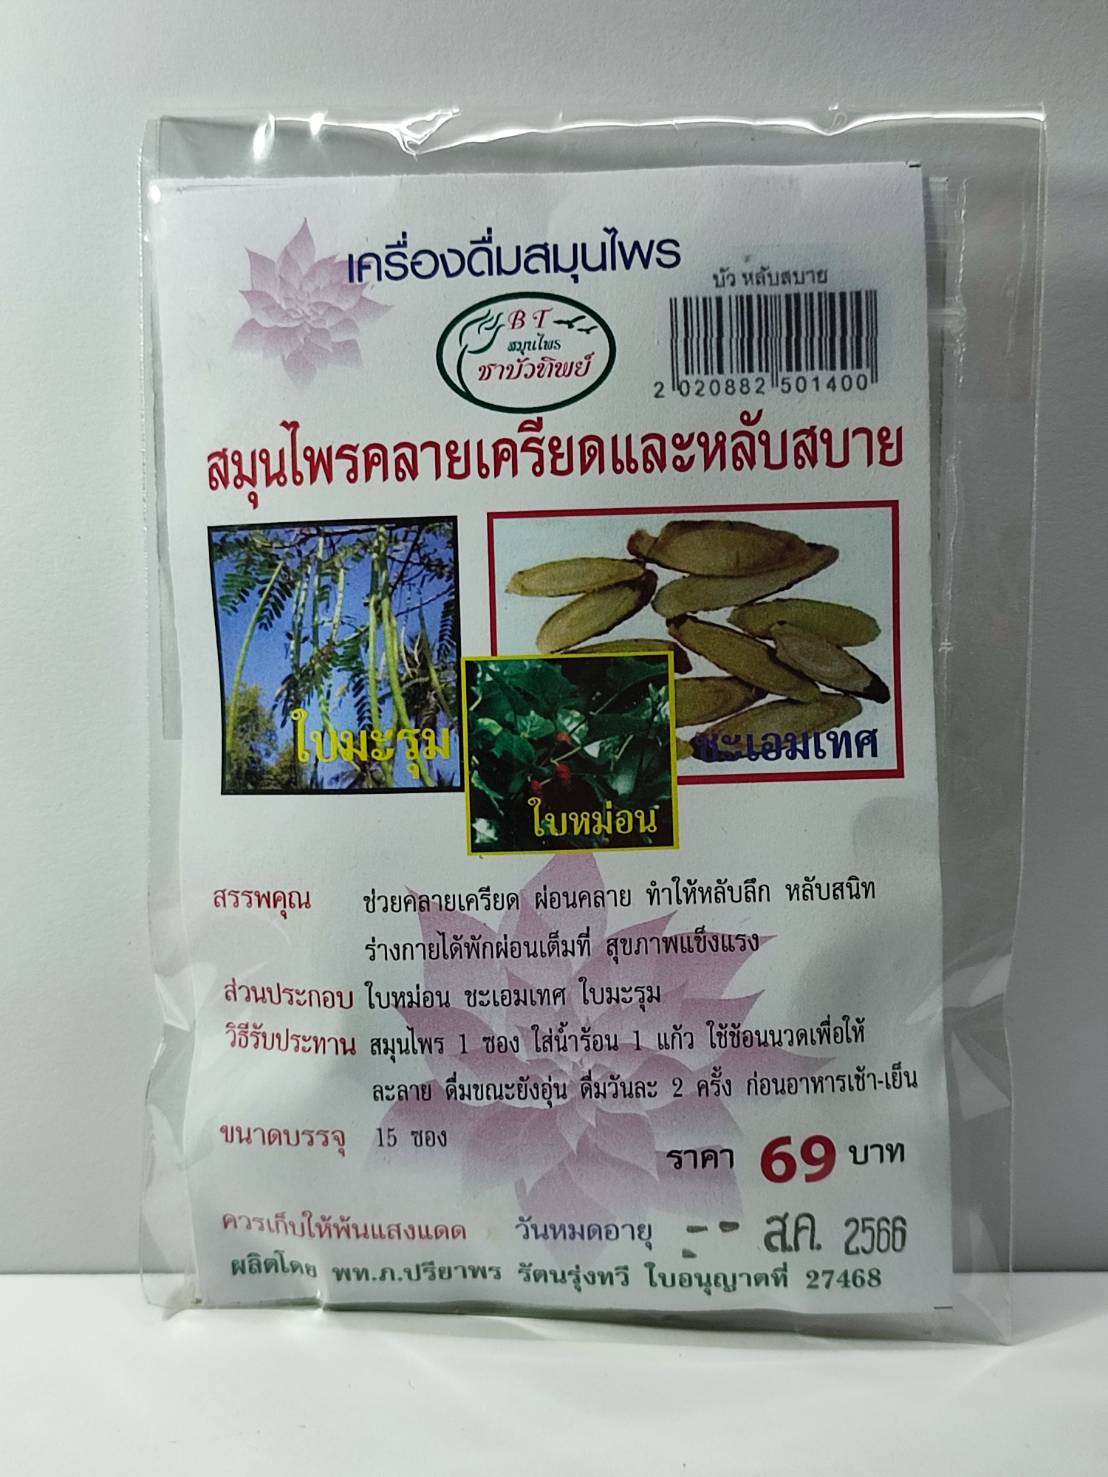 เครื่องดื่มสมุนไพร
บัว หลับสบาย
B T
สมุนไพร
ชาบัวทิพย์
2 020882 501400
สมุนไพรคลายเครียดและหลับสบาย
ใบมะรุม
ชะเอมเทศ
ใบหม่อน
สรรพคุณ ช่วยคลายเครียด ผ่อนคลาย ทำให้หลับลึก หลับสนิท
ร่างกายได้พักผ่อนเต็มที่ สุขภาพแข็งแรง
ส่วนประกอบ ใบหม่อน ชะเอมเทศ ใบมะรุม
วิธีรับประทาน สมุนไพร 1 ซอง ใส่น้ำร้อน 1 แก้ว ใช้ช้อนนวดเพื่อให้
ละลาย ดื่มขณะยังอุ่น ดื่มวันละ 2 ครั้ง ก่อนอาหารเช้า-เย็น
ขนาดบรรจุ 15 ซอง
ราคา 69 บาท
ควรเก็บให้พ้นแสงแดด วันหมดอายุ -- ส.ค. 2566
ผลิตโดย พท.ภ.ปรียาพร รัตนรุ่งทวี ใบอนุญาตที่ 27468